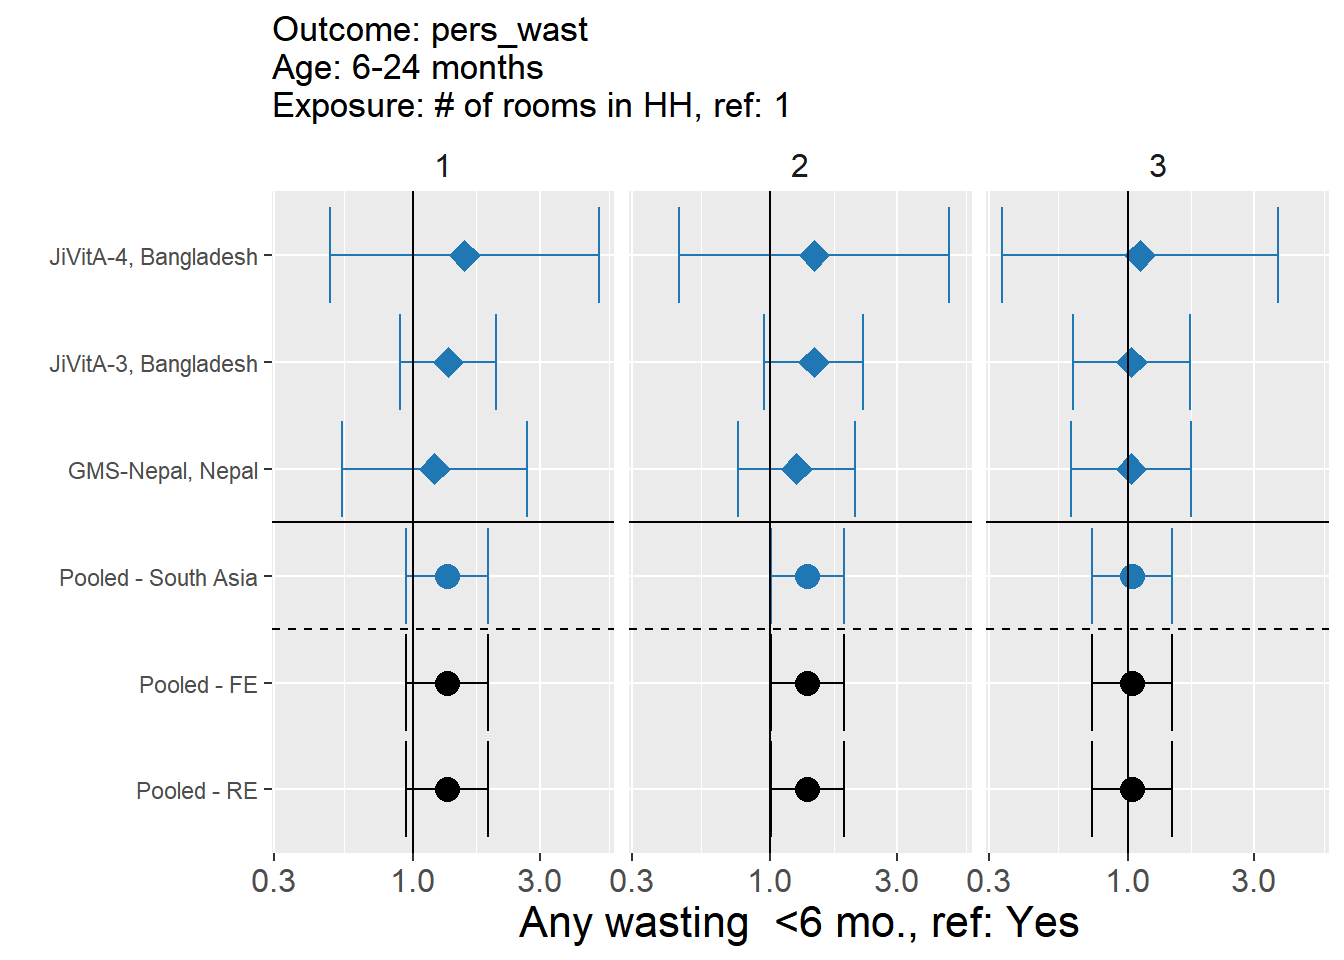 Outcome: pers_wast
Age: 6-24 months
Exposure: # of rooms in HH, ref: 1
1 2 3
JiVitA-4, Bangladesh
JiVitA-3, Bangladesh
GMS-Nepal, Nepal
Pooled - South Asia
Pooled - FE
Pooled - RE
0.3 1.0 3.0 0.3 1.0 3.0 0.3 1.0 3.0
Any wasting  <6 mo., ref: Yes